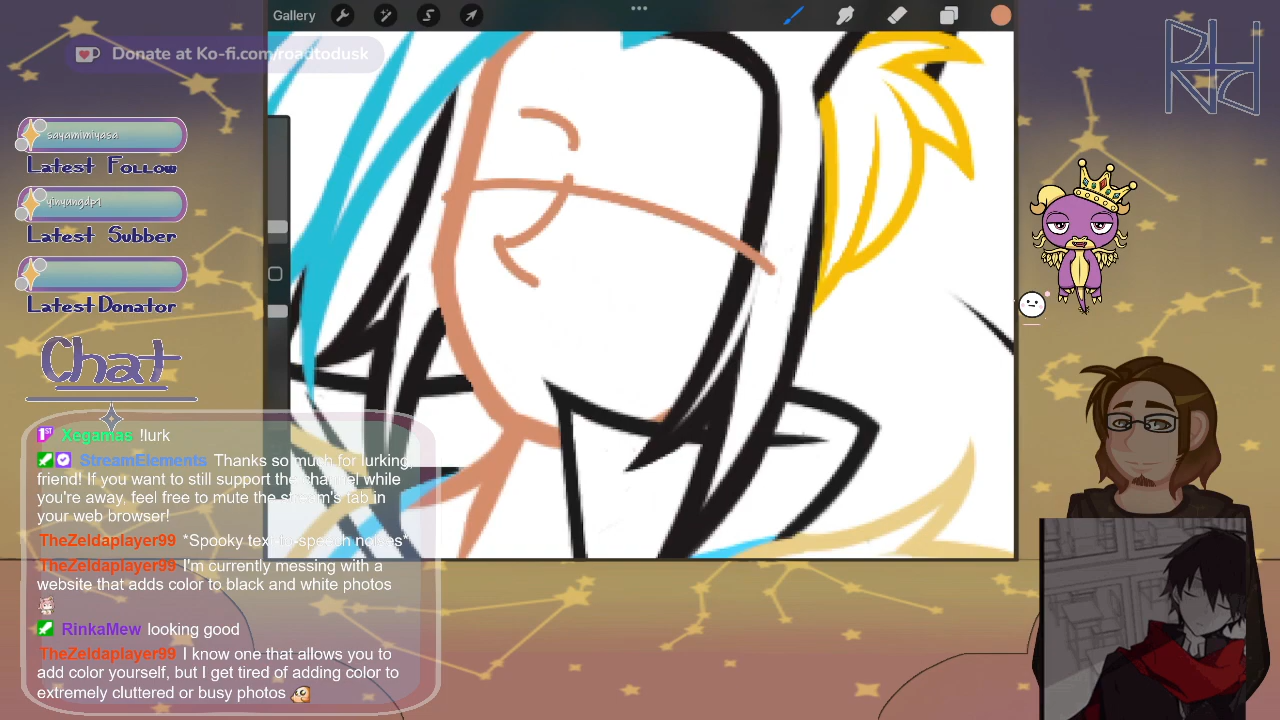 Gallery
Donate at Ko-fi.com/roadtodusk
sayamimiyasa
Latest Follow
yinyangdp1
Latest Subber
Latest Donator
Chat
Xegamas !lurk
StreamElements Thanks so much for lurking,
friend! If you want to still support the channel while
you're away, feel free to mute the stream's tab in
your web browser!
TheZeldaplayer99 *Spooky text-to-speech noises*
TheZeldaplayer99 I'm currently messing with a
website that adds color to black and white photos
RinkaMew looking good
TheZeldaplayer99 I know one that allows you to
add color yourself, but I get tired of adding color to
extremely cluttered or busy photos